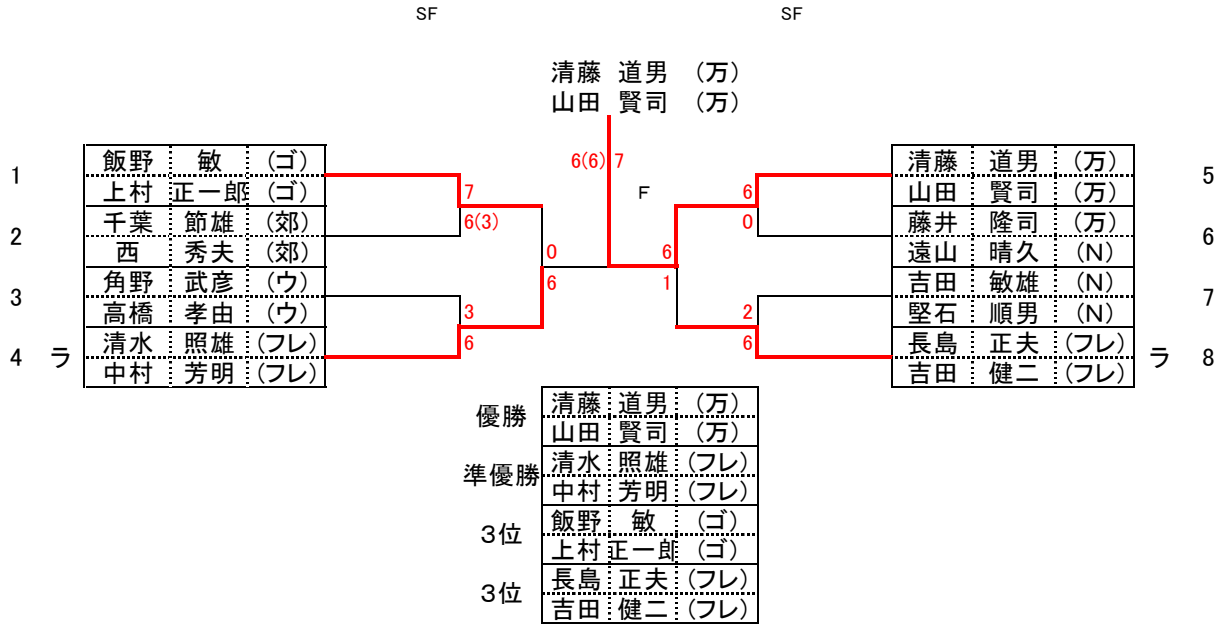 SF SF
清藤 道男 (万)
山田 賢司 (万)
6(6) 7
F
1 飯野 敏 (ゴ)
上村 正一郎 (ゴ)
2 千葉 節雄 (郊)
西 秀夫 (郊)
3 角野 武彦 (ウ)
高橋 孝由 (ウ)
4 ラ 清水 照雄 (フレ)
中村 芳明 (フレ)
7
6(3)
3
6
0
6
清藤 道男 (万) 5
山田 賢司 (万)
藤井 隆司 (万) 6
遠山 晴久 (N)
吉田 敏雄 (N) 7
堅石 順男 (N)
長島 正夫 (フレ) ラ 8
吉田 健二 (フレ)
6
0
2
6
6
1
優勝 清藤 道男 (万)
山田 賢司 (万)
準優勝 清水 照雄 (フレ)
中村 芳明 (フレ)
3位 飯野 敏 (ゴ)
上村 正一郎 (ゴ)
3位 長島 正夫 (フレ)
吉田 健二 (フレ)